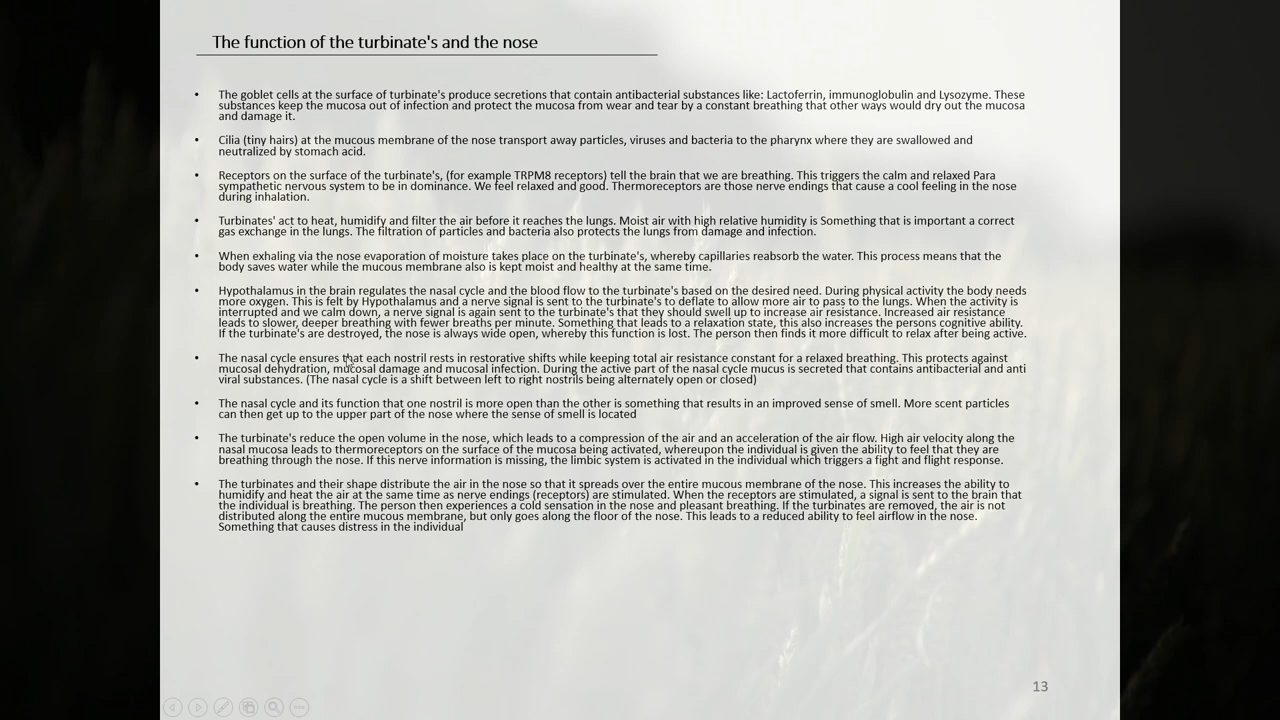 The function of the turbinate's and the nose
• The goblet cells at the surface of turbinate's produce secretions that contain antibacterial substances like: Lactoferrin, immunoglobulin and Lysozyme. These
substances keep the mucosa out of infection and protect the mucosa from wear and tear by a constant breathing that other ways would dry out the mucosa
and damage it.
• Cilia (tiny hairs) at the mucous membrane of the nose transport away particles, viruses and bacteria to the pharynx where they are swallowed and
neutralized by stomach acid.
• Receptors on the surface of the turbinate's, (for example TRPM8 receptors) tell the brain that we are breathing. This triggers the calm and relaxed Para
sympathetic nervous system to be in dominance. We feel relaxed and good. Thermoreceptors are those nerve endings that cause a cool feeling in the nose
during inhalation.
• Turbinates' act to heat, humidify and filter the air before it reaches the lungs. Moist air with high relative humidity is Something that is important a correct
gas exchange in the lungs. The filtration of particles and bacteria also protects the lungs from damage and infection.
• When exhaling via the nose evaporation of moisture takes place on the turbinate's, whereby capillaries reabsorb the water. This process means that the
body saves water while the mucous membrane also is kept moist and healthy at the same time.
• Hypothalamus in the brain regulates the nasal cycle and the blood flow to the turbinate's based on the desired need. During physical activity the body needs
more oxygen. This is felt by Hypothalamus and a nerve signal is sent to the turbinate's to deflate to allow more air to pass to the lungs. When the activity is
interrupted and we calm down, a nerve signal is again sent to the turbinate's that they should swell up to increase air resistance. Increased air resistance
leads to slower, deeper breathing with fewer breaths per minute. Something that leads to a relaxation state, this also increases the persons cognitive ability.
If the turbinate's are destroyed, the nose is always wide open, whereby this function is lost. The person then finds it more difficult to relax after being active.
• The nasal cycle ensures that each nostril rests in restorative shifts while keeping total air resistance constant for a relaxed breathing. This protects against
mucosal dehydration, mucosal damage and mucosal infection. During the active part of the nasal cycle mucus is secreted that contains antibacterial and anti
viral substances. (The nasal cycle is a shift between left to right nostrils being alternately open or closed)
• The nasal cycle and its function that one nostril is more open than the other is something that results in an improved sense of smell. More scent particles
can then get up to the upper part of the nose where the sense of smell is located
• The turbinate's reduce the open volume in the nose, which leads to a compression of the air and an acceleration of the air flow. High air velocity along the
nasal mucosa leads to thermoreceptors on the surface of the mucosa being activated, whereupon the individual is given the ability to feel that they are
breathing through the nose. If this nerve information is missing, the limbic system is activated in the individual which triggers a fight and flight response.
• The turbinates and their shape distribute the air in the nose so that it spreads over the entire mucous membrane of the nose. This increases the ability to
humidify and heat the air at the same time as nerve endings (receptors) are stimulated. When the receptors are stimulated, a signal is sent to the brain that
the individual is breathing. The person then experiences a cold sensation in the nose and pleasant breathing. If the turbinates are removed, the air is not
distributed along the entire mucous membrane, but only goes along the floor of the nose. This leads to a reduced ability to feel airflow in the nose.
Something that causes distress in the individual
13